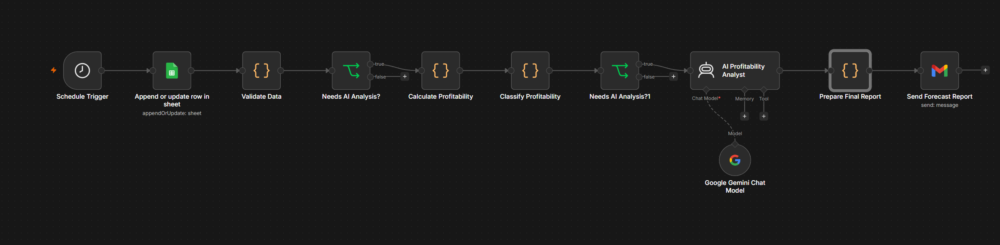 true
false
true
false
AI Profitability
Analyst
Schedule Trigger
Append or update row in
sheet
appendOrUpdate: sheet
Validate Data
Needs AI Analysis?
Calculate Profitability
Classify Profitability
Needs AI Analysis?1
Chat Model*
Memory
Tool
Prepare Final Report
Send Forecast Report
send: message
Model
Google Gemini Chat
Model